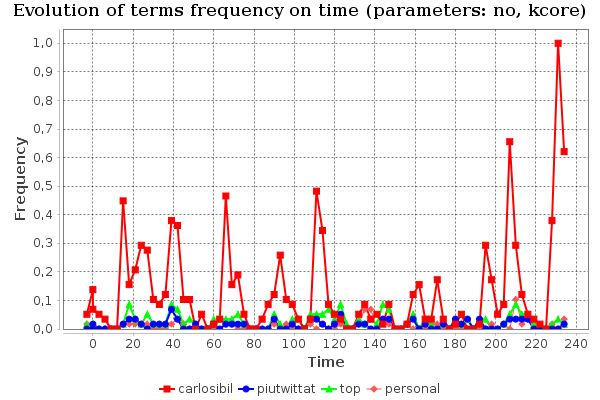 Evolution of terms frequency on time (parameters: no, kcore)
1,0
0,9
0,8
0,7
0,6
0,5
0,4
0,3
0,2
0,1
0,0
Frequency
0 20 40 60 80 100 120 140 160 180 200 220 240
Time
carlosibil piutwittat top personal